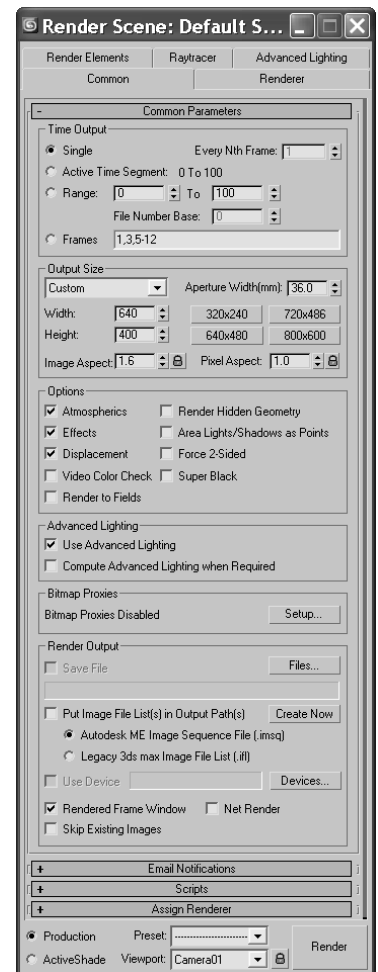 Render Scene: Default S...
Render Elements Raytracer Advanced Lighting
Common Renderer
- Common Parameters
Time Output
Single Every Nth Frame: 1
Active Time Segment: 0 To 100
Range: 0 To 100
File Number Base: 0
Frames 1,3,5-12
Output Size
Custom Aperture Width(mm): 36.0
Width: 640 320x240 720x486
Height: 400 640x480 800x600
Image Aspect: 1.6 Pixel Aspect: 1.0
Options
Atmospherics Render Hidden Geometry
Effects Area Lights/Shadows as Points
Displacement Force 2-Sided
Video Color Check Super Black
Render to Fields
Advanced Lighting
Use Advanced Lighting
Compute Advanced Lighting when Required
Bitmap Proxies
Bitmap Proxies Disabled Setup...
Render Output
Save File Files...
Put Image File List(s) in Output Path(s) Create Now
Autodesk ME Image Sequence File (.imsq)
Legacy 3ds max Image File List (.ifl)
Use Device Devices...
Rendered Frame Window Net Render
Skip Existing Images
+ Email Notifications
+ Scripts
+ Assign Renderer
Production Preset: -----------------------
ActiveShade Viewport: Camera01 Render